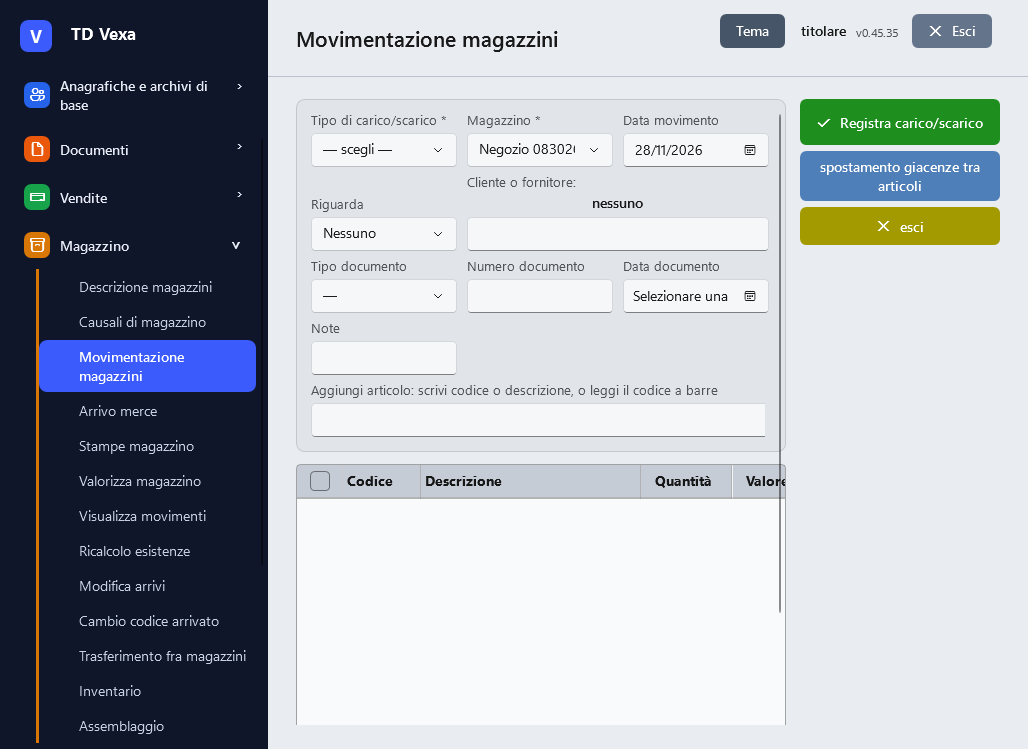 V TD Vexa
Anagrafiche e archivi di
base
Documenti
Vendite
Magazzino
Descrizione magazzini
Causali di magazzino
Movimentazione
magazzini
Arrivo merce
Stampe magazzino
Valorizza magazzino
Visualizza movimenti
Ricalcolo esistenze
Modifica arrivi
Cambio codice arrivato
Trasferimento fra magazzini
Inventario
Assemblaggio
Movimentazione magazzini
Tema titolare v0.45.35 Esci
Tipo di carico/scarico * Magazzino * Data movimento
— scegli — Negozio 08302 28/11/2026
Cliente o fornitore:
Riguarda nessuno
Nessuno
Tipo documento Numero documento Data documento
— Selezionare una
Note
Aggiungi articolo: scrivi codice o descrizione, o leggi il codice a barre
Codice Descrizione Quantità Valore
Registra carico/scarico
spostamento giacenze tra
articoli
esci